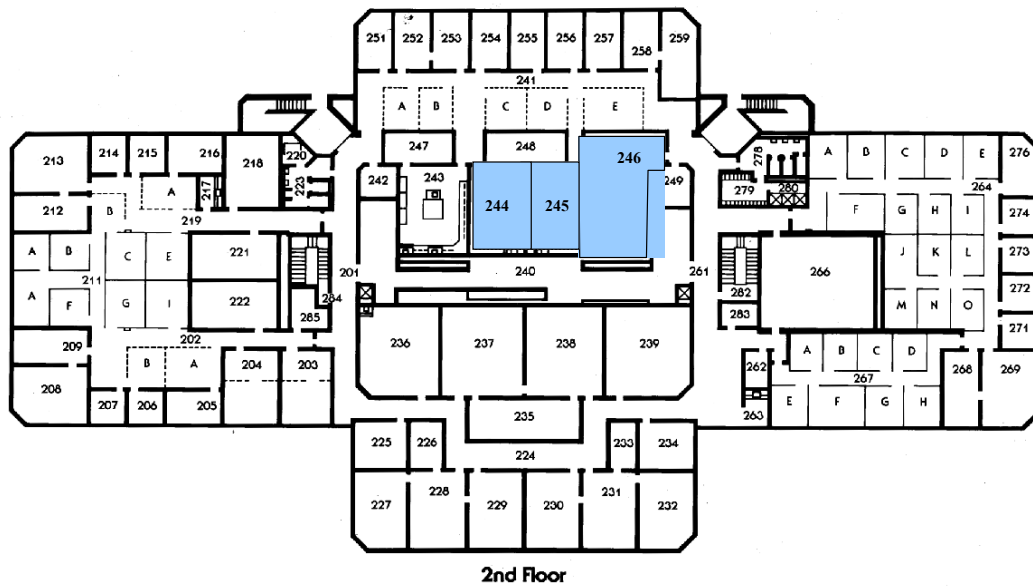 251 252 253 254 255 256 257 258 259
241
A B C D E
213 214 215 216 218 220 247 248 246 278 A B C D E 276
217 223 242 243 249 279 280 264
A
212 B 219 244 245 F G H I 274
A B C E 221 J K L 273
211 201 240 261 266
A F G I 222 284 285 282 283 M N O 272
271
202
209 B A 204 203 236 237 238 239 262 A B C D 268 269
267
208 207 206 205 263 E F G H
235
225 226 233 234
224
227 228 229 230 231 232
2nd Floor